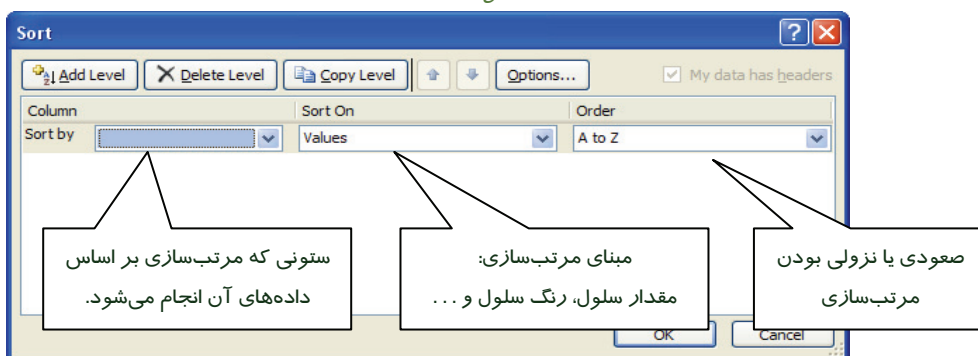 Sort
Add Level Delete Level Copy Level Options... My data has headers
Column Sort On Order
Sort by Values A to Z
ستونی که مرتب‌سازی بر اساس
داده‌های آن انجام می‌شود.
مبنای مرتب‌سازی:
مقدار سلول، رنگ سلول و ...
صعودی یا نزولی بودن
مرتب‌سازی
OK Cancel